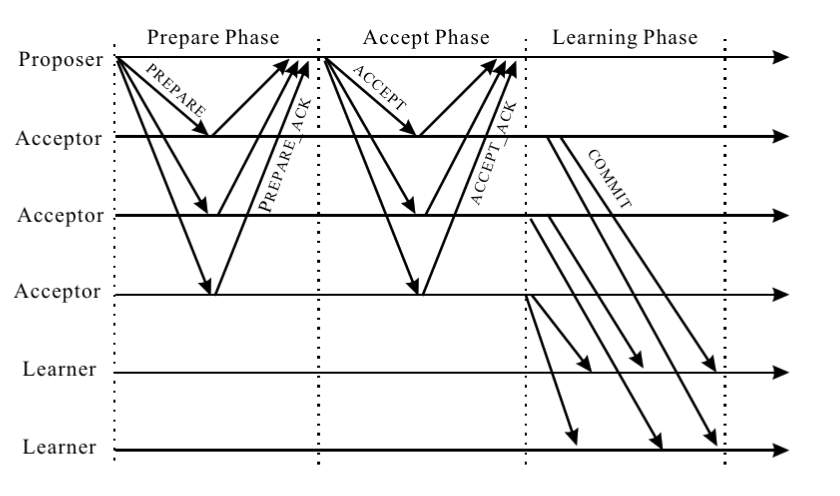 Prepare Phase
Accept Phase
Learning Phase
Proposer
PREPARE
PREPARE_ACK
ACCEPT
ACCEPT_ACK
Acceptor
COMMIT
Acceptor
Acceptor
Learner
Learner